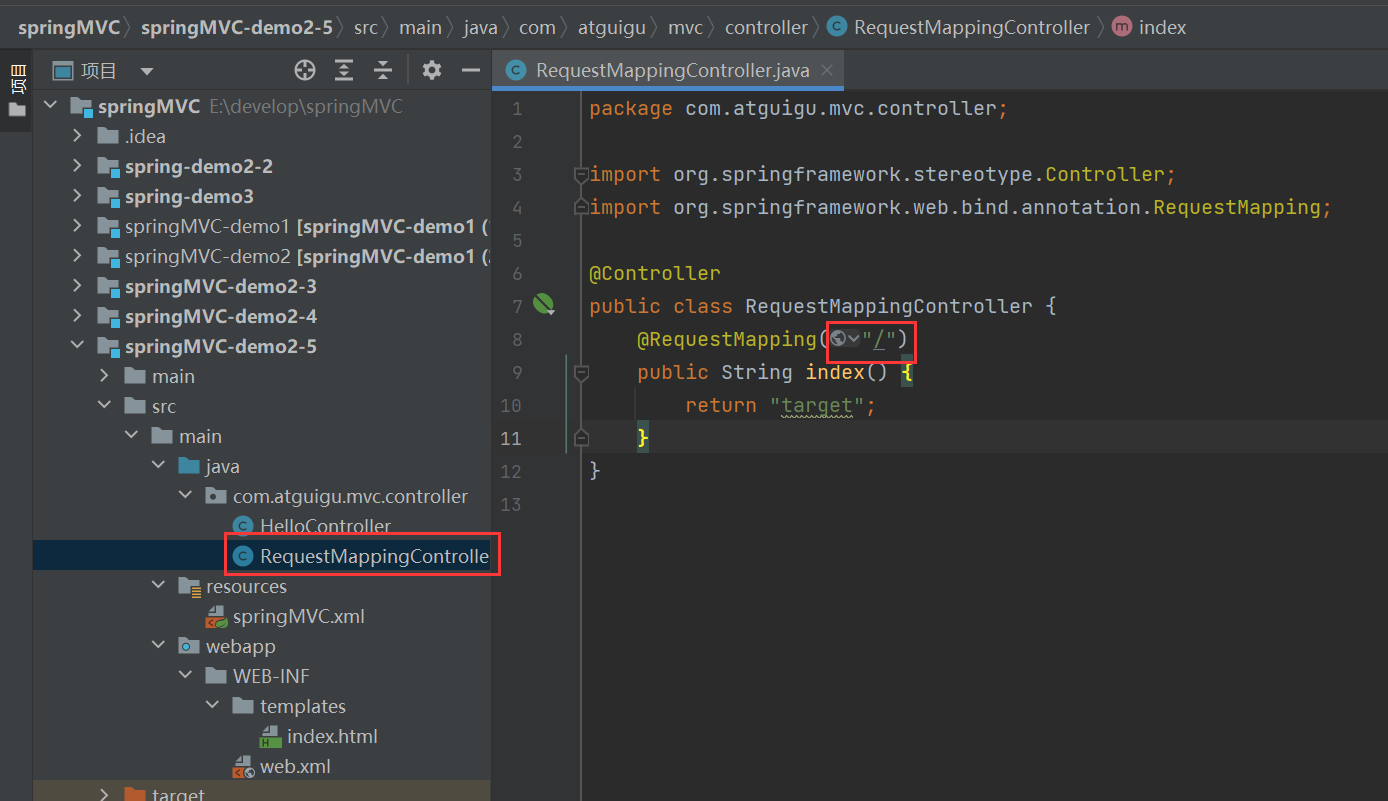 springMVC springMVC-demo2-5 src main java com atguigu mvc controller RequestMappingController index
项目
项目
springMVC E:\develop\springMVC
.idea
spring-demo2-2
spring-demo3
springMVC-demo1 [springMVC-demo1 (
springMVC-demo2 [springMVC-demo1 (
springMVC-demo2-3
springMVC-demo2-4
springMVC-demo2-5
main
src
main
java
com.atguigu.mvc.controller
HelloController
RequestMappingControlle
resources
springMVC.xml
webapp
WEB-INF
templates
index.html
web.xml
target
RequestMappingController.java
1 package com.atguigu.mvc.controller;
2
3 import org.springframework.stereotype.Controller;
4 import org.springframework.web.bind.annotation.RequestMapping;
5
6 @Controller
7 public class RequestMappingController {
8 @RequestMapping("/")
9 public String index() {
10 return "target";
11 }
12 }
13